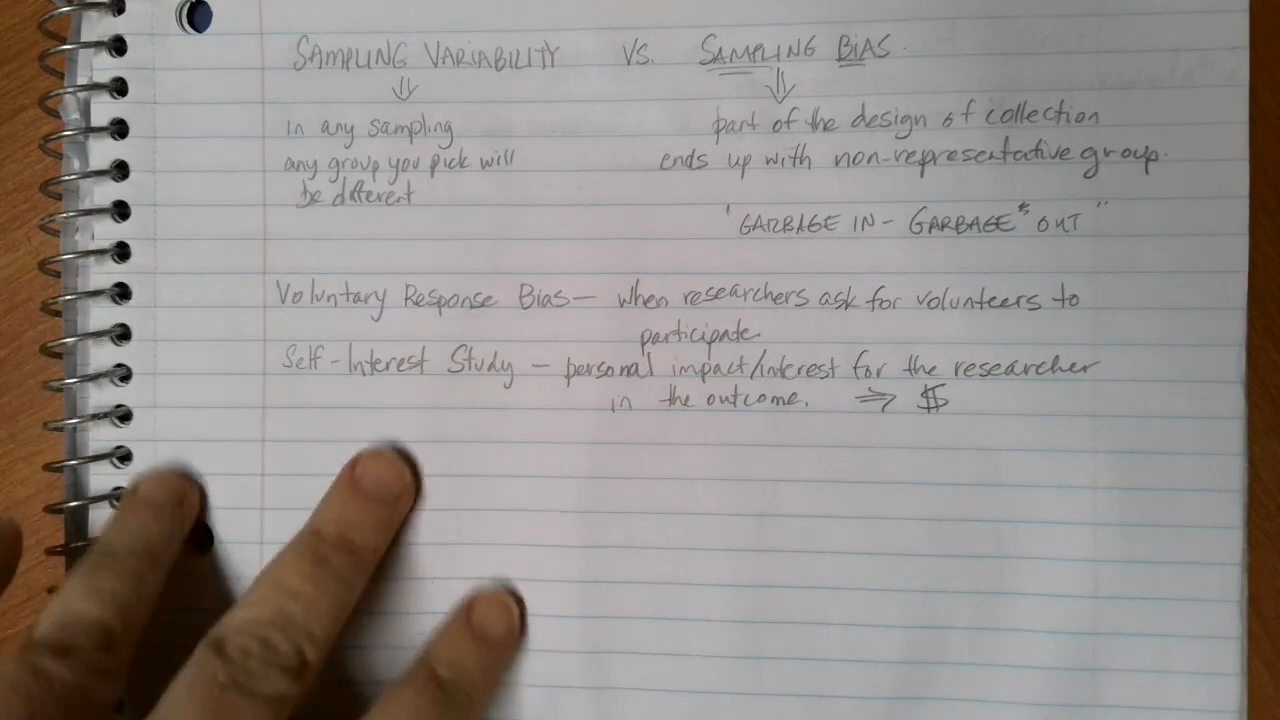 SAMPLING VARIABILITY VS. SAMPLING BIAS.
in any sampling
any group you pick will
be different
part of the design of collection
ends up with non-representative group.
"GARBAGE IN - GARBAGE* OUT"
Voluntary Response Bias - when researchers ask for volunteers to
participate.
Self-Interest Study - personal impact/interest for the researcher
in the outcome. ⇒ $